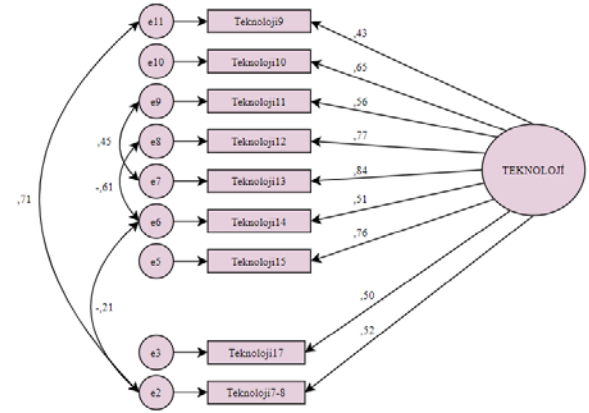 e11 Teknoloji9 ,43
e10 Teknoloji10 ,65
e9 Teknoloji11 ,56
e8 Teknoloji12 ,77
,45
e7 Teknoloji13 ,84
TEKNOLOJİ
-,61
,71
e6 Teknoloji14 ,51
e5 Teknoloji15 ,76
-,21
,50
,52
e3 Teknoloji17
e2 Teknoloji7-8